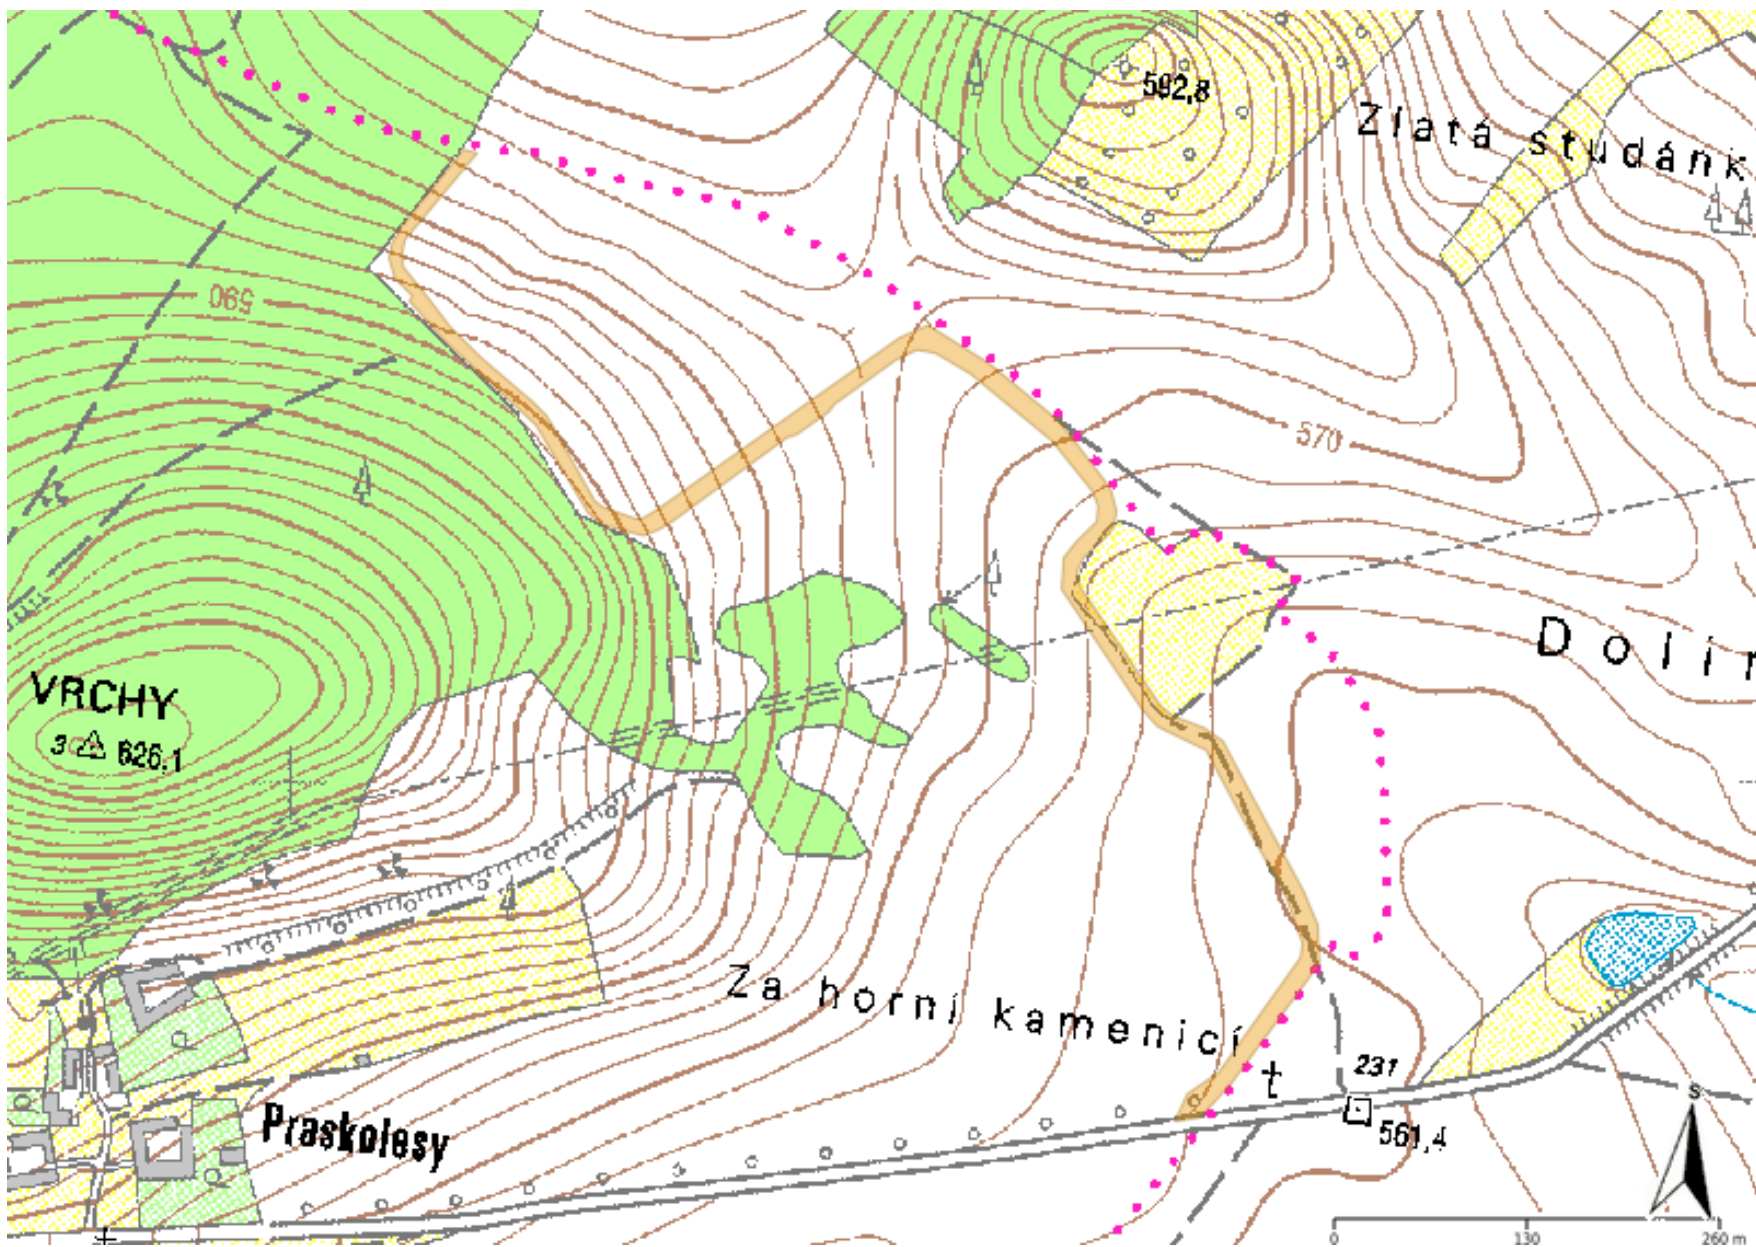 592,8
Zlatá studánk
590
570
Dolin
VRCHY
3 626,1
Za horní kamenicí
t
231
561,4
Praskolesy
S
0 130 260 m